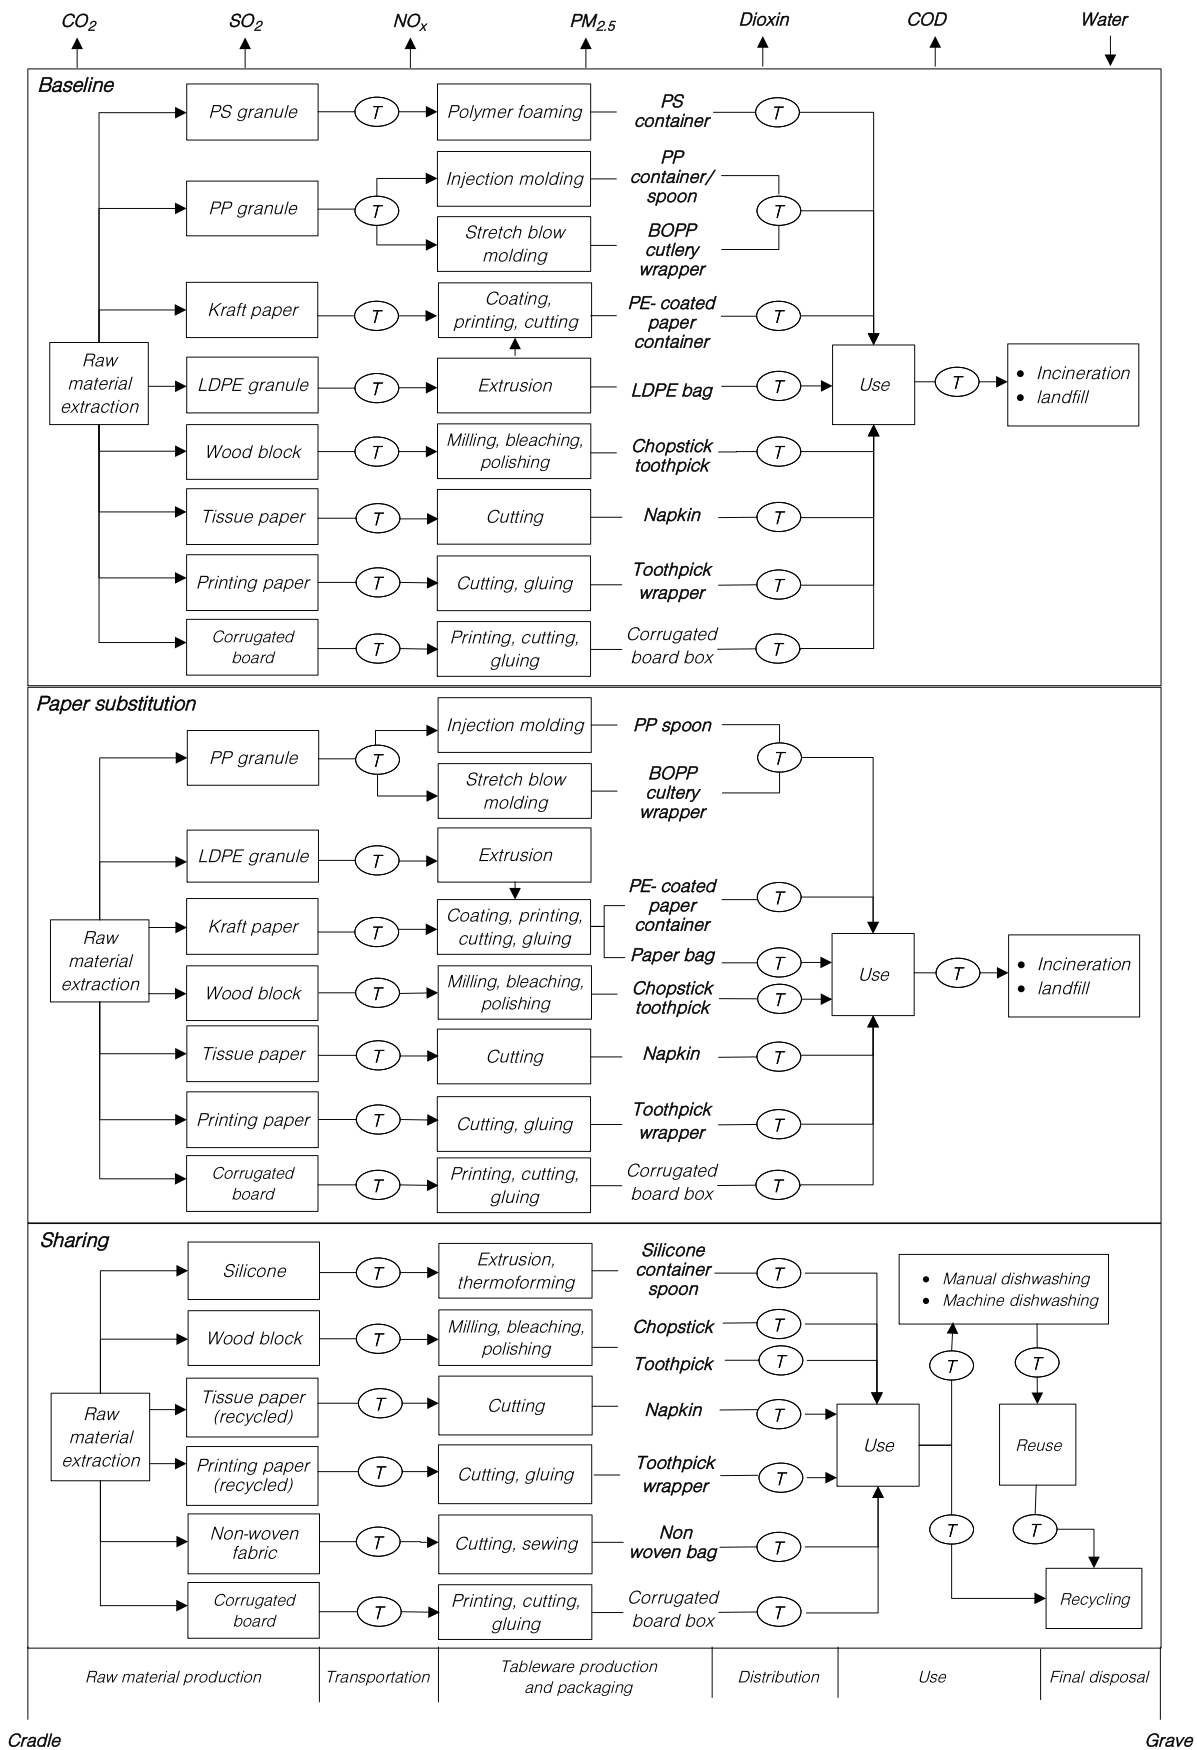 CO2 SO2 NOx PM2.5 Dioxin COD Water
Baseline
PS granule T Polymer foaming PS container T
PP granule T Injection molding PP container/ spoon T
Stretch blow molding BOPP cutlery wrapper
Kraft paper T Coating, printing, cutting PE- coated paper container T
Raw material extraction
LDPE granule T Extrusion LDPE bag T Use T
• Incineration
• landfill
Wood block T Milling, bleaching, polishing Chopstick toothpick T
Tissue paper T Cutting Napkin T
Printing paper T Cutting, gluing Toothpick wrapper T
Corrugated board T Printing, cutting, gluing Corrugated board box T
Paper substitution
PP granule T Injection molding PP spoon T
Stretch blow molding BOPP cultery wrapper
LDPE granule T Extrusion
Kraft paper T Coating, printing, cutting, gluing PE- coated paper container T
Paper bag T
Raw material extraction
Use T
• Incineration
• landfill
Wood block T Milling, bleaching, polishing Chopstick toothpick T
Tissue paper T Cutting Napkin T
Printing paper T Cutting, gluing Toothpick wrapper T
Corrugated board T Printing, cutting, gluing Corrugated board box T
Sharing
Silicone T Extrusion, thermoforming Silicone container spoon T
• Manual dishwashing
• Machine dishwashing
Wood block T Milling, bleaching, polishing Chopstick T
Toothpick T T T
Raw material extraction
Tissue paper (recycled) T Cutting Napkin T
Use Reuse
Printing paper (recycled) T Cutting, gluing Toothpick wrapper T
Non-woven fabric T Cutting, sewing Non woven bag T T T
Corrugated board T Printing, cutting, gluing Corrugated board box T Recycling
Raw material production Transportation Tableware production and packaging Distribution Use Final disposal
Cradle Grave